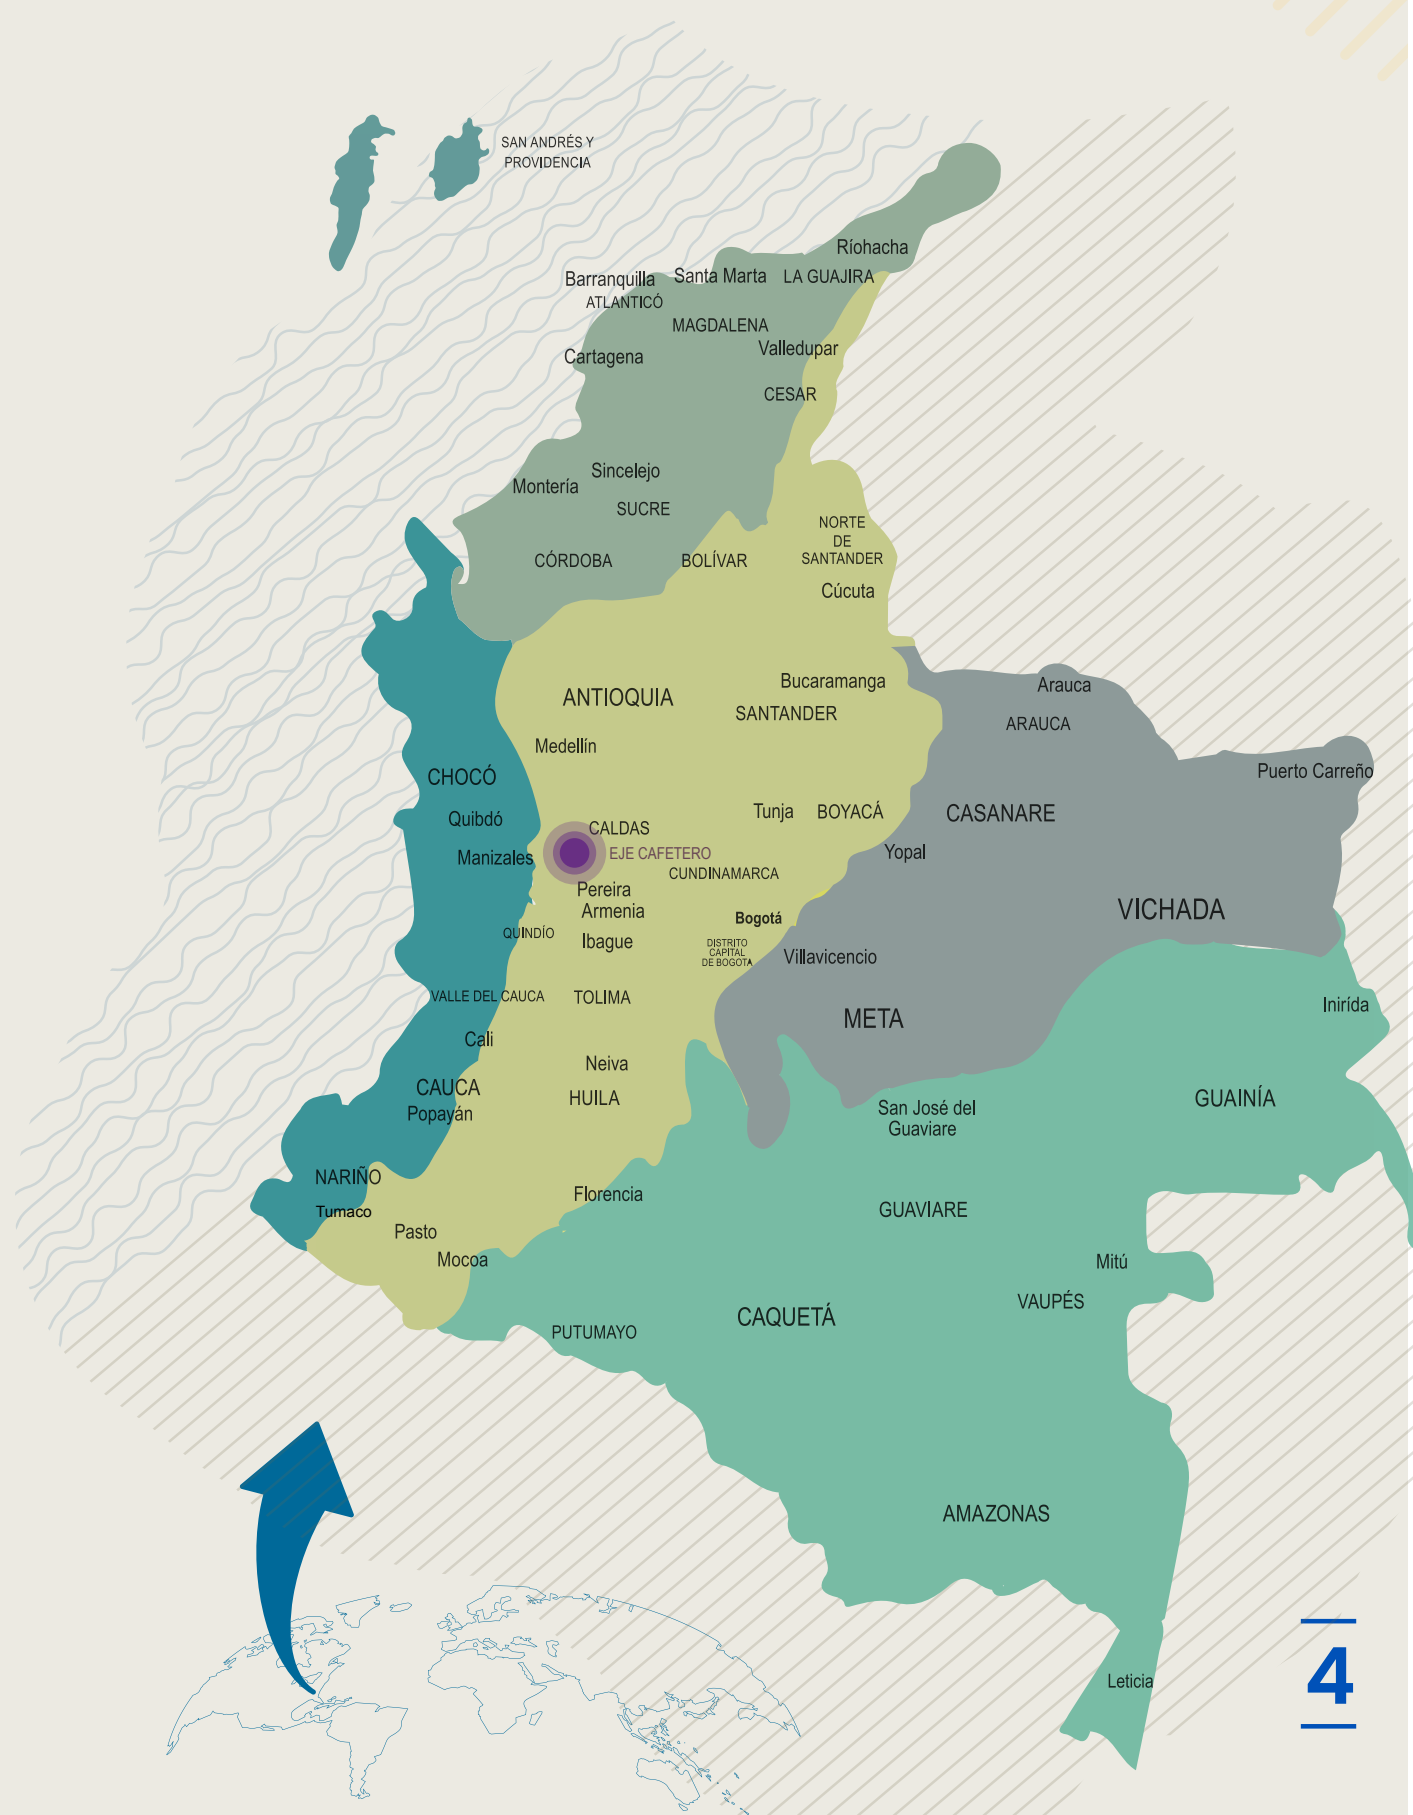 SAN ANDRÉS Y
PROVIDENCIA
Ríohacha
Barranquilla
Santa Marta
LA GUAJIRA
ATLANTICÓ
MAGDALENA
Valledupar
Cartagena
CESAR
Sincelejo
Montería
SUCRE
NORTE
DE
SANTANDER
CÓRDOBA
BOLÍVAR
Cúcuta
Bucaramanga
Arauca
ANTIOQUIA
SANTANDER
ARAUCA
Medellín
CHOCÓ
Puerto Carreño
Quibdó
Tunja
BOYACÁ
CASANARE
CALDAS
Manizales
EJE CAFETERO
Yopal
CUNDINAMARCA
Pereira
Armenia
Bogotá
VICHADA
QUINDÍO
Ibague
DISTRITO
CAPITAL
DE BOGOTA
Villavicencio
VALLE DEL CAUCA
TOLIMA
Inirída
META
Cali
Neiva
CAUCA
HUILA
GUAINÍA
Popayán
San José del
Guaviare
NARIÑO
Florencia
Tumaco
GUAVIARE
Pasto
Mocoa
Mitú
VAUPÉS
CAQUETÁ
PUTUMAYO
AMAZONAS
Leticia
4